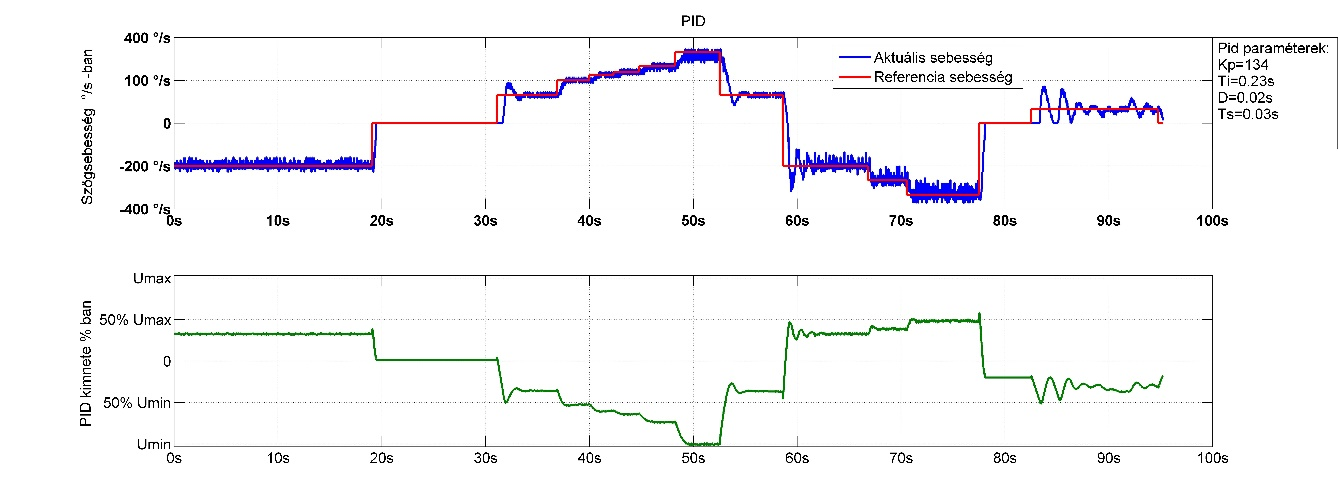 PID
400 °/s
100 °/s
0
-200 °/s
-400 °/s
Szögsebesség °/s -ban
0s 10s 20s 30s 40s 50s 60s 70s 80s 90s 100s
Aktuális sebesség
Referencia sebesség
Pid paraméterek:
Kp=134
Ti=0.23s
D=0.02s
Ts=0.03s
Umax
50% Umax
0
50% Umin
Umin
PID kimnete % ban
0s 10s 20s 30s 40s 50s 60s 70s 80s 90s 100s